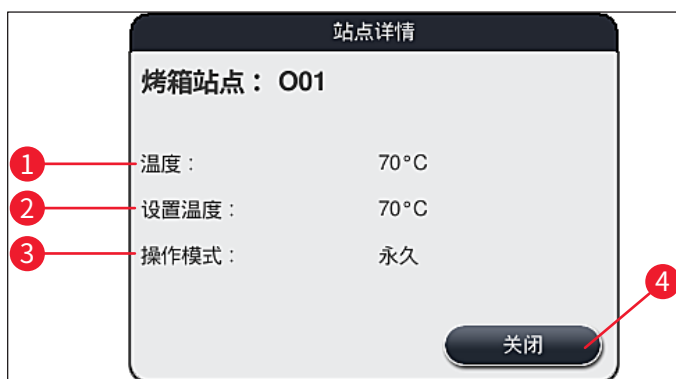 站点详情
烤箱站点： O01
1 温度： 70°C
2 设置温度： 70°C
3 操作模式： 永久
4
关闭